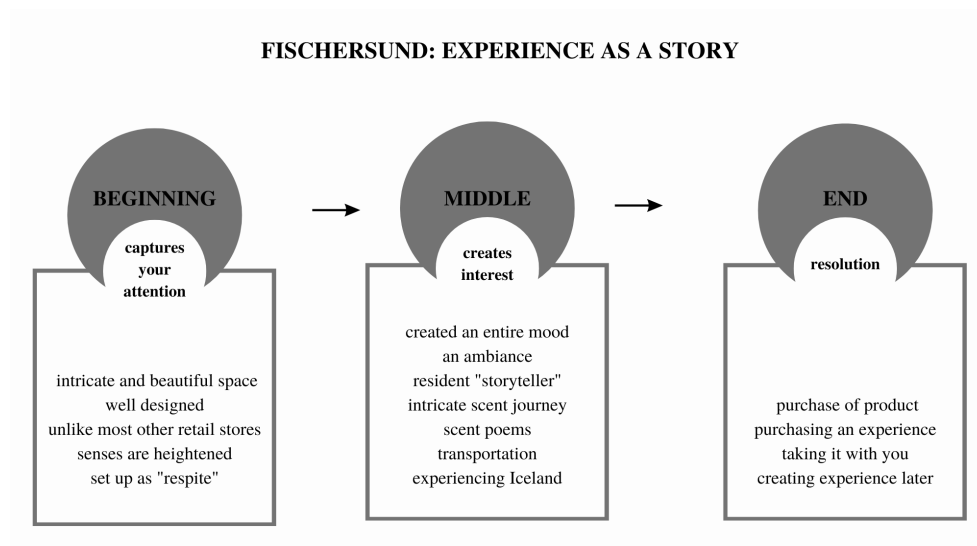 FISCHERSUND: EXPERIENCE AS A STORY
BEGINNING
captures
your
attention
intricate and beautiful space
well designed
unlike most other retail stores
senses are heightened
set up as "respite"
MIDDLE
creates
interest
created an entire mood
an ambiance
resident "storyteller"
intricate scent journey
scent poems
transportation
experiencing Iceland
END
resolution
purchase of product
purchasing an experience
taking it with you
creating experience later